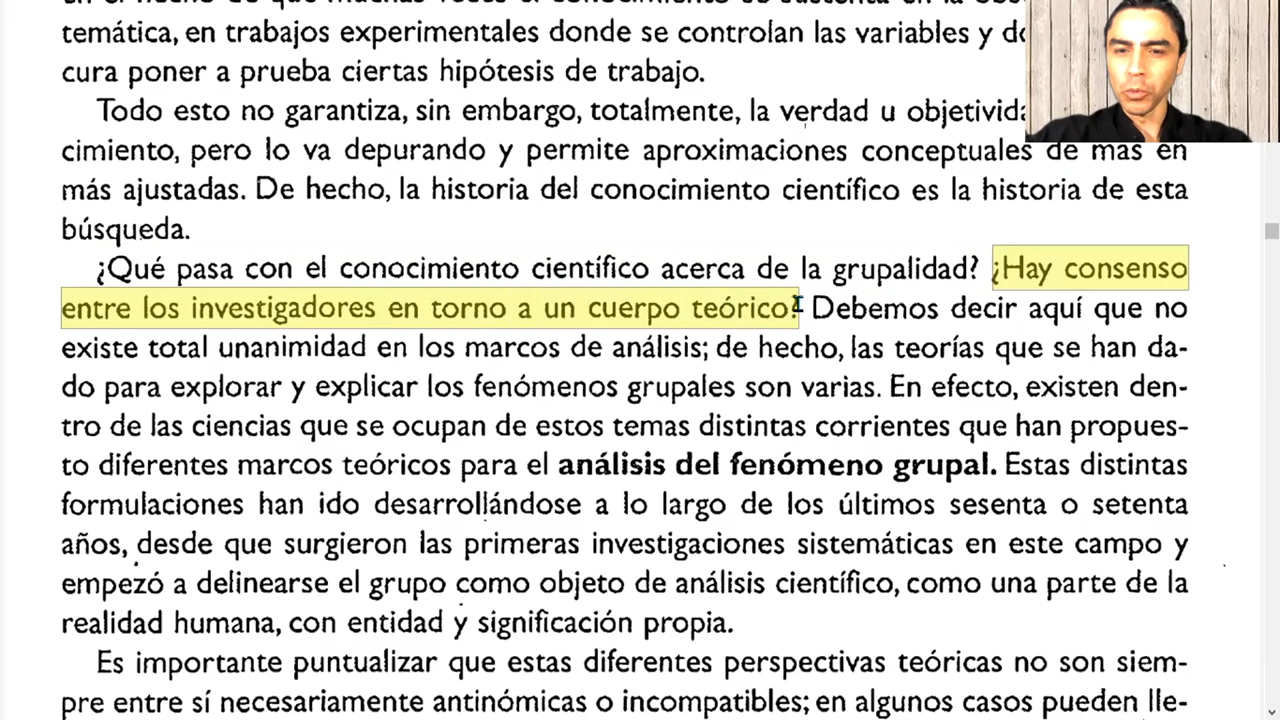 temática, en trabajos experimentales donde se controlan las variables y
cura poner a prueba ciertas hipótesis de trabajo.
Todo esto no garantiza, sin embargo, totalmente, la verdad u
cimiento, pero lo va depurando y permite aproximaciones conceptuales de más en
más ajustadas. De hecho, la historia del conocimiento científico es la historia de esta
búsqueda.
¿Qué pasa con el conocimiento científico acerca de la grupalidad? ¿Hay consenso
entre los investigadores en torno a un cuerpo teórico? Debemos decir aquí que no
existe total unanimidad en los marcos de análisis; de hecho, las teorías que se han da-
do para explorar y explicar los fenómenos grupales son varias. En efecto, existen den-
tro de las ciencias que se ocupan de estos temas distintas corrientes que han propues-
to diferentes marcos teóricos para el análisis del fenómeno grupal. Estas distintas
formulaciones han ido desarrollándose a lo largo de los últimos sesenta o setenta
años, desde que surgieron las primeras investigaciones sistemáticas en este campo y
empezó a delinearse el grupo como objeto de análisis científico, como una parte de la
realidad humana, con entidad y significación propia.
Es importante puntualizar que estas diferentes perspectivas teóricas no son siem-
pre entre sí necesariamente antinómicas o incompatibles; en algunos casos pueden lle-